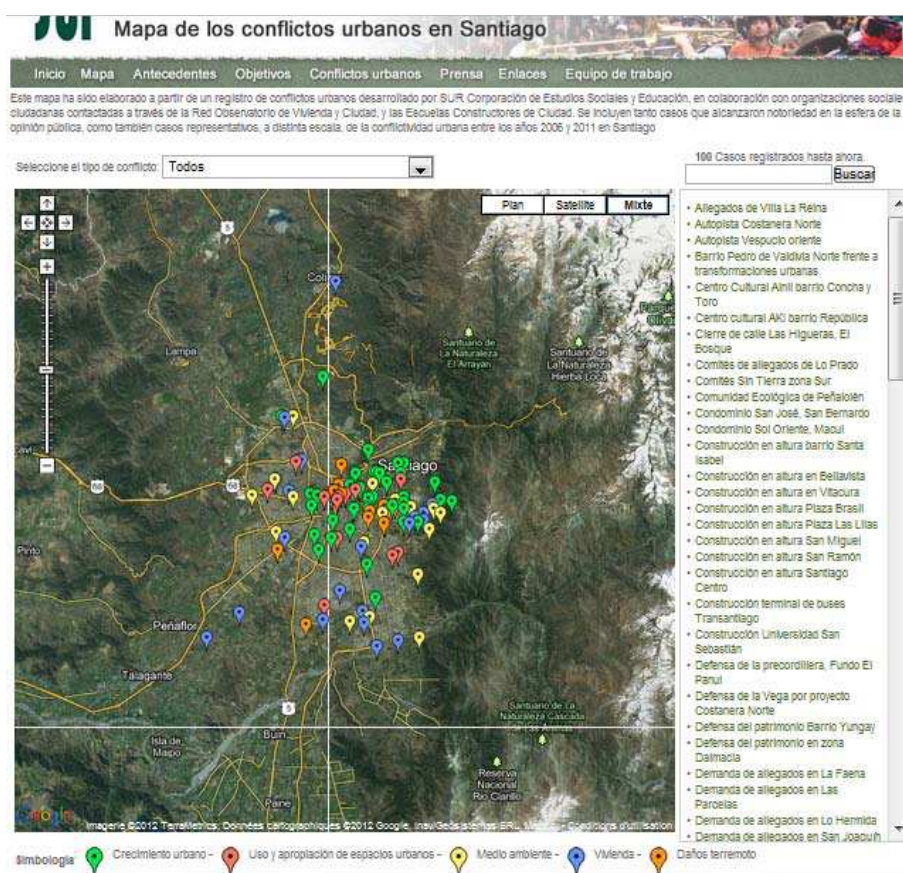 SUR Mapa de los conflictos urbanos en Santiago
Inicio Mapa Antecedentes Objetivos Conflictos urbanos Prensa Enlaces Equipo de trabajo
Este mapa ha sido elaborado a partir de un registro de conflictos urbanos desarrollado por SUR Corporación de Estudios Sociales y Educación, en colaboración con organizaciones sociales
ciudadanas contactadas a través de la Red Observatorio de Vivienda y Ciudad, y las Escuelas Constructores de Ciudad. Se incluyen tanto casos que alcanzaron notoriedad en la esfera de la
opinión pública, como también casos representativos, a distinta escala, de la conflictividad urbana entre los años 2006 y 2011 en Santiago
Seleccione el tipo de conflicto: Todos
100 Casos registrados hasta ahora.
Buscar
Plan Satellite Mixte
5
Colina
Lampa
Santuario de
La Naturaleza
El Arrayan
Santuario de
La Naturaleza
Hierba Loca
Santiago
68
68
Pinto
Peñaflor
Talagante
5
Buin
Isla de
Maipo
Santuario de La
Naturaleza Cascada
Reserva
Nacional
Rio Clarillo
Paine
Google
Imagerie ©2012 TerraMetrics, Données cartographiques ©2012 Google, Inav/Geosistemas SRL, - Conditions d'utilisation
• Allegados de Villa La Reina
• Autopista Costanera Norte
• Autopista Vespucio oriente
• Barrio Pedro de Valdivia Norte frente a
transformaciones urbanas
• Centro Cultural Ainil barrio Concha y
Toro
• Centro cultural AKI barrio República
• Cierre de calle Las Higueras, El
Bosque
• Comités de allegados de Lo Prado
• Comités Sin Tierra zona Sur
• Comunidad Ecológica de Peñalolén
• Condominio San José, San Bernardo
• Condominio Sol Oriente, Macul
• Construcción en altura barrio Santa
Isabel
• Construcción en altura en Bellavista
• Construcción en altura en Vitacura
• Construcción en altura Plaza Brasil
• Construcción en altura Plaza Las Lilas
• Construcción en altura San Miguel
• Construcción en altura San Ramón
• Construcción en altura Santiago
Centro
• Construcción terminal de buses
Transantiago
• Construcción Universidad San
Sebastián
• Defensa de la precordillera, Fundo El
Panul
• Defensa de la Vega por proyecto
Costanera Norte
• Defensa del patrimonio Barrio Yungay
• Defensa del patrimonio en zona
Dalmacia
• Demanda de allegados en La Faena
• Demanda de allegados en Las
Parcelas
• Demanda de allegados en Lo Hermida
• Demanda de allegados en San Joaquín
Simbología Crecimiento urbano - Uso y apropiación de espacios urbanos - Medio ambiente - Vivienda - Daños terremoto